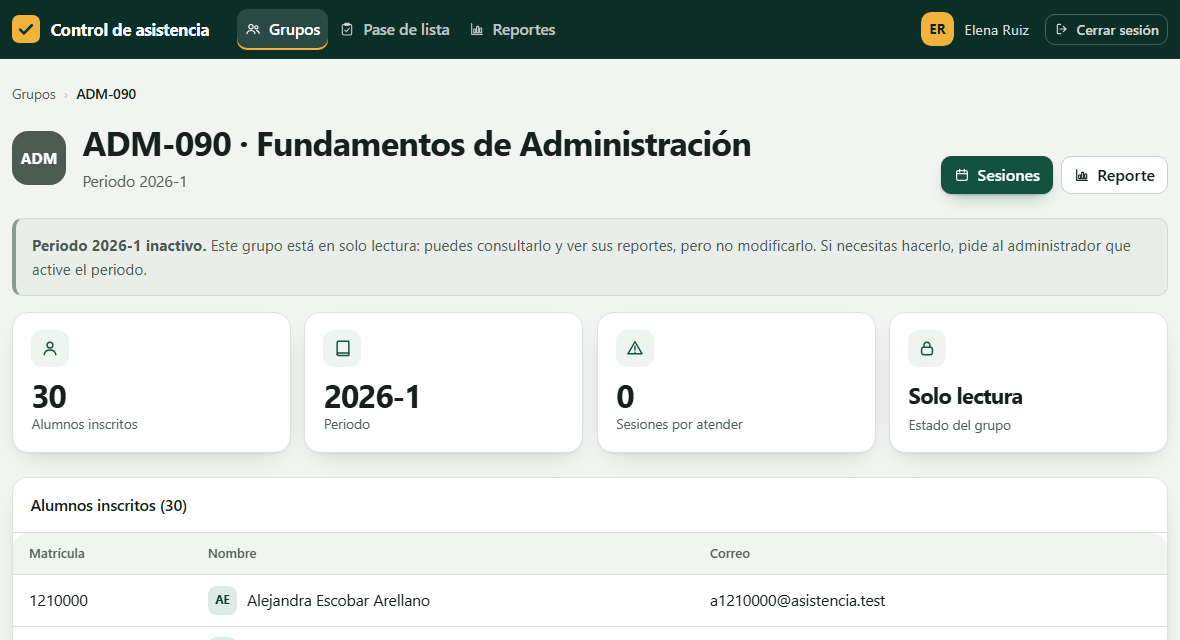 Control de asistencia
Grupos
Pase de lista
Reportes
ER
Elena Ruiz
Cerrar sesión
Grupos › ADM-090
ADM
ADM-090 · Fundamentos de Administración
Periodo 2026-1
Sesiones
Reporte
Periodo 2026-1 inactivo. Este grupo está en solo lectura: puedes consultarlo y ver sus reportes, pero no modificarlo. Si necesitas hacerlo, pide al administrador que
active el periodo.
30
Alumnos inscritos
2026-1
Periodo
0
Sesiones por atender
Solo lectura
Estado del grupo
Alumnos inscritos (30)
Matrícula Nombre Correo
1210000 AE Alejandra Escobar Arellano a1210000@asistencia.test